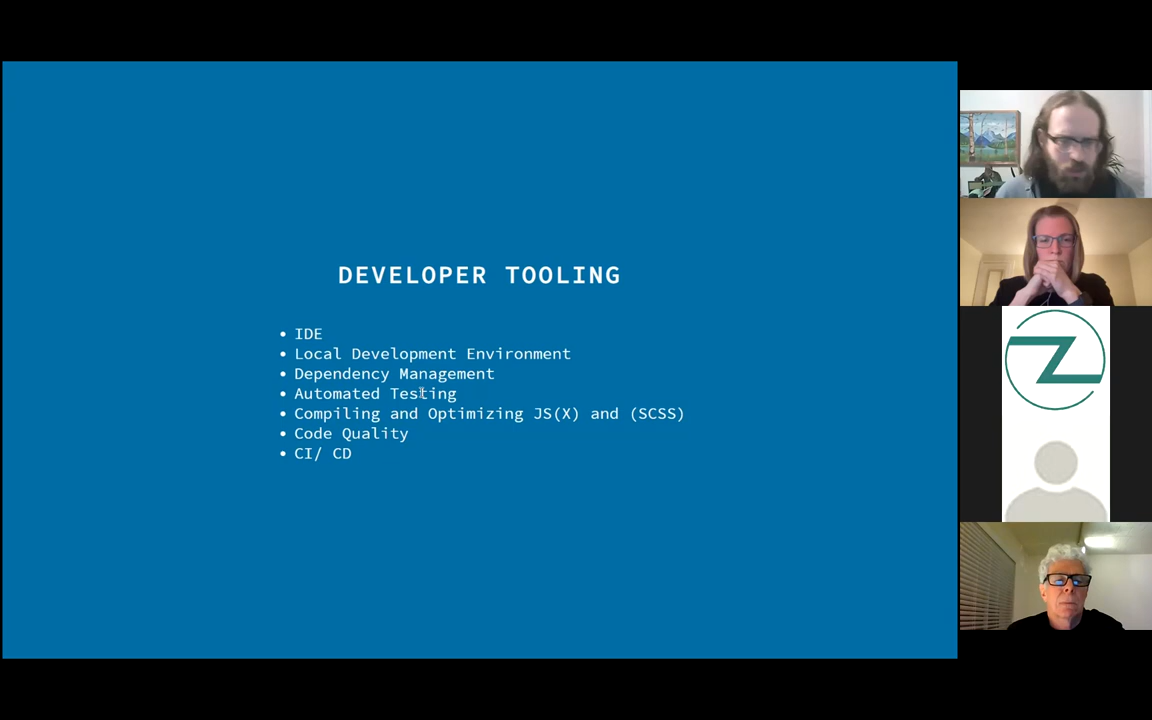 DEVELOPER TOOLING
• IDE
• Local Development Environment
• Dependency Management
• Automated Testing
• Compiling and Optimizing JS(X) and (SCSS)
• Code Quality
• CI/ CD
Z